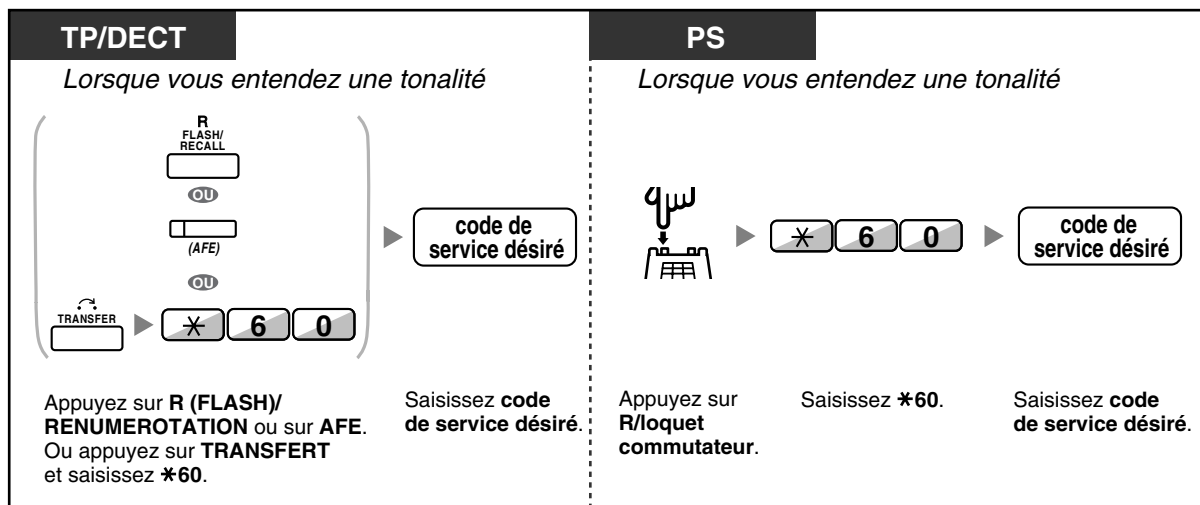 TP/DECT
Lorsque vous entendez une tonalité
R
FLASH/
RECALL
OU
(AFE)
OU
TRANSFER
* 6 0
code de
service désiré
Appuyez sur R (FLASH)/
RENUMEROTATION ou sur AFE.
Ou appuyez sur TRANSFERT
et saisissez *60.
Saisissez code
de service désiré.
PS
Lorsque vous entendez une tonalité
* 6 0
code de
service désiré
Appuyez sur
R/loquet
commutateur.
Saisissez *60.
Saisissez code
de service désiré.